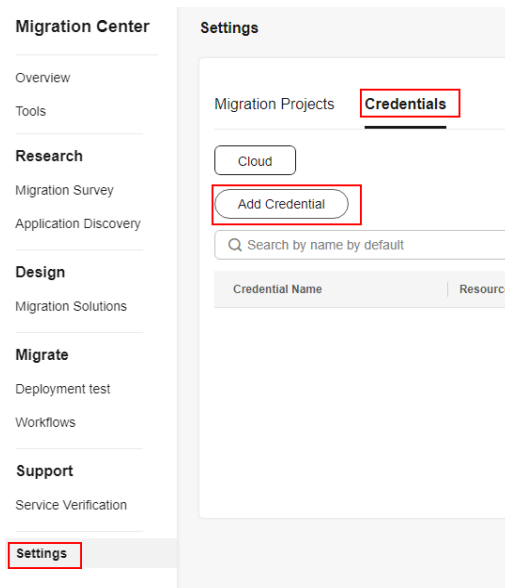 Migration Center
Overview
Tools
Research
Migration Survey
Application Discovery
Design
Migration Solutions
Migrate
Deployment test
Workflows
Support
Service Verification
Settings
Settings
Migration Projects
Credentials
Cloud
Add Credential
Search by name by default
Credential Name
Resourc